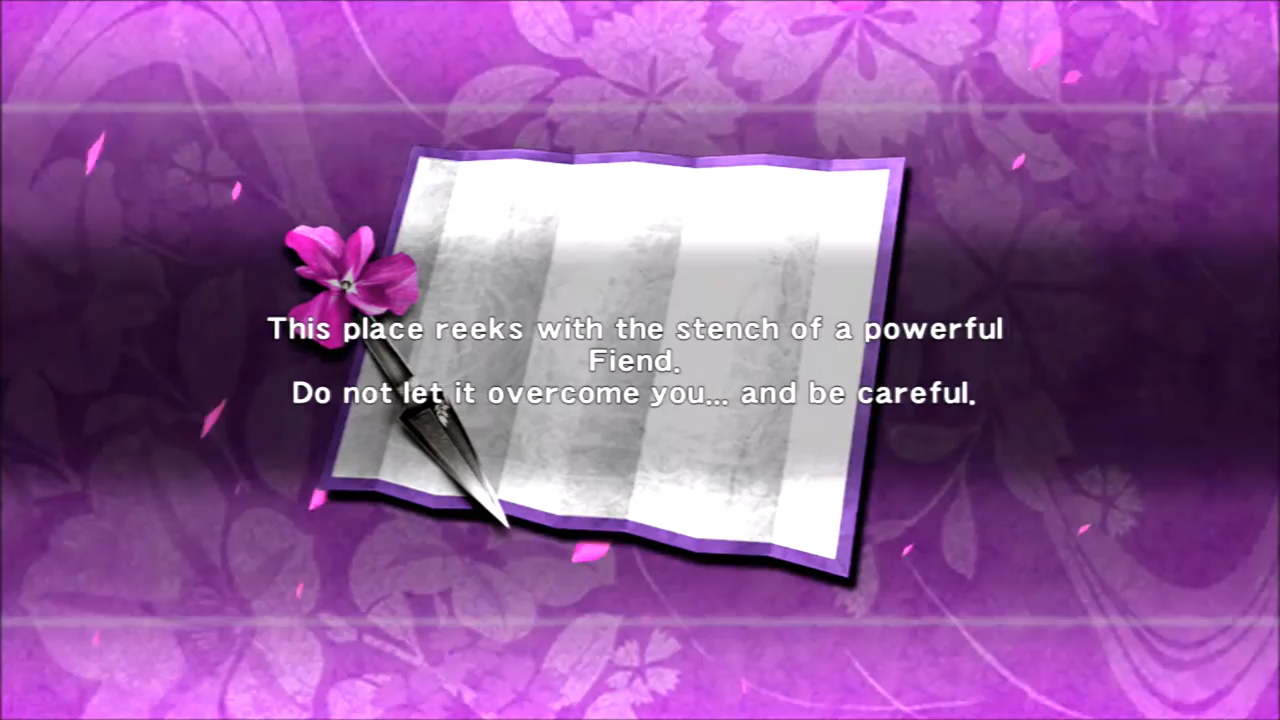 This place reeks with the stench of a powerful
Fiend.
Do not let it overcome you... and be careful.